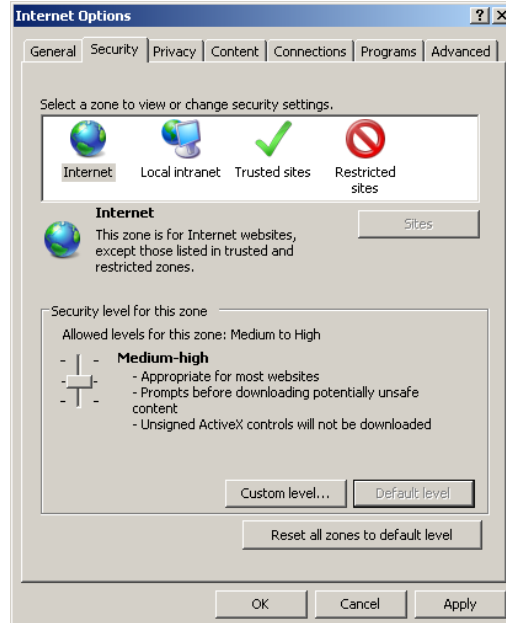 Internet Options
General Security Privacy Content Connections Programs Advanced
Select a zone to view or change security settings.
Internet Local intranet Trusted sites Restricted
sites
Internet
Sites
This zone is for Internet websites,
except those listed in trusted and
restricted zones.
Security level for this zone
Allowed levels for this zone: Medium to High
Medium-high
- Appropriate for most websites
- Prompts before downloading potentially unsafe
content
- Unsigned ActiveX controls will not be downloaded
Custom level... Default level
Reset all zones to default level
OK Cancel Apply